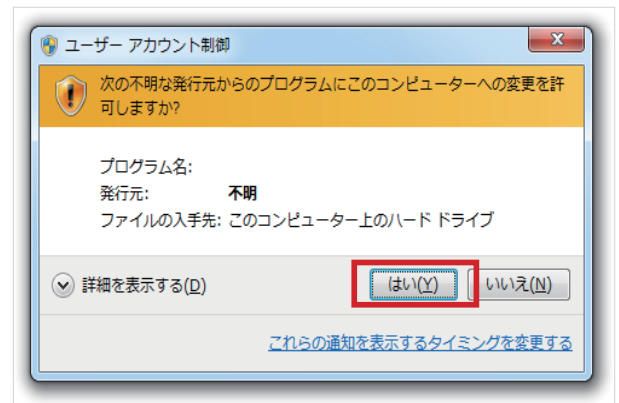 ユーザー アカウント制御
次の不明な発行元からのプログラムにこのコンピューターへの変更を許
可しますか?
プログラム名:
発行元: 不明
ファイルの入手先: このコンピューター上のハード ドライブ
詳細を表示する(D) はい(Y) いいえ(N)
これらの通知を表示するタイミングを変更する